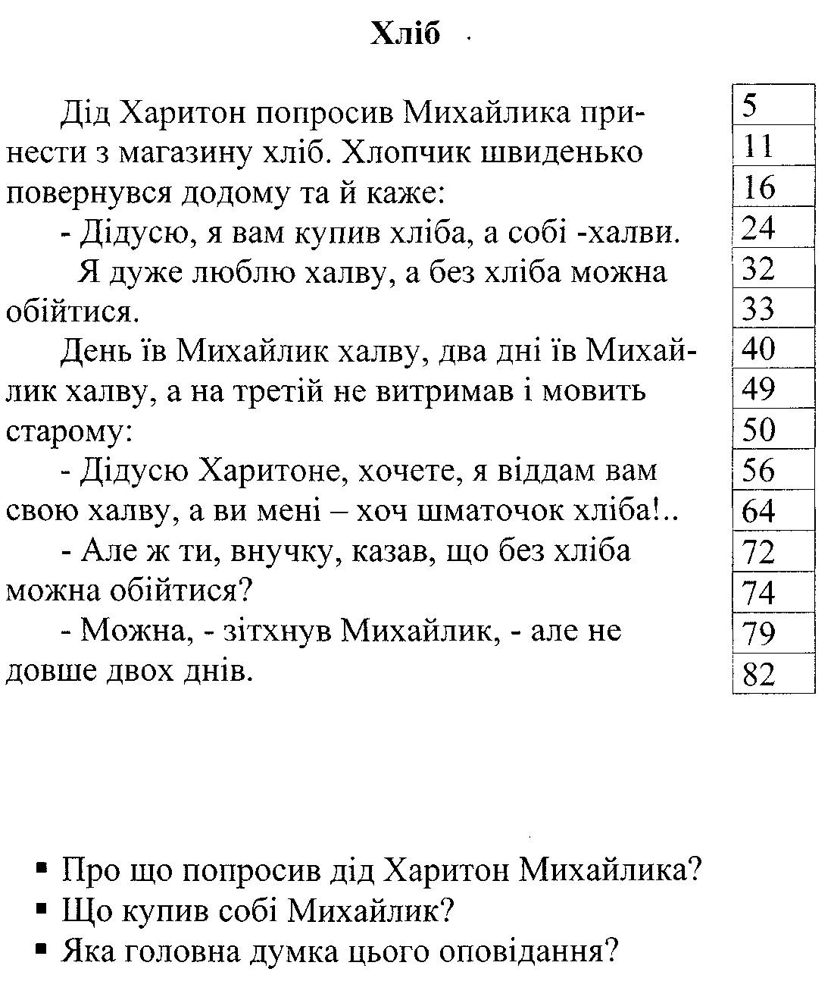 Хліб
Дід Харитон попросив Михайлика при- 5
нести з магазину хліб. Хлопчик швиденько 11
повернувся додому та й каже: 16
- Дідусю, я вам купив хліба, а собі -халви. 24
Я дуже люблю халву, а без хліба можна 32
обійтися. 33
День їв Михайлик халву, два дні їв Михай- 40
лик халву, а на третій не витримав і мовить 49
старому: 50
- Дідусю Харитоне, хочете, я віддам вам 56
свою халву, а ви мені – хоч шматочок хліба!.. 64
- Але ж ти, внучку, казав, що без хліба 72
можна обійтися? 74
- Можна, - зітхнув Михайлик, - але не 79
довше двох днів. 82
▪ Про що попросив дід Харитон Михайлика?
▪ Що купив собі Михайлик?
▪ Яка головна думка цього оповідання?